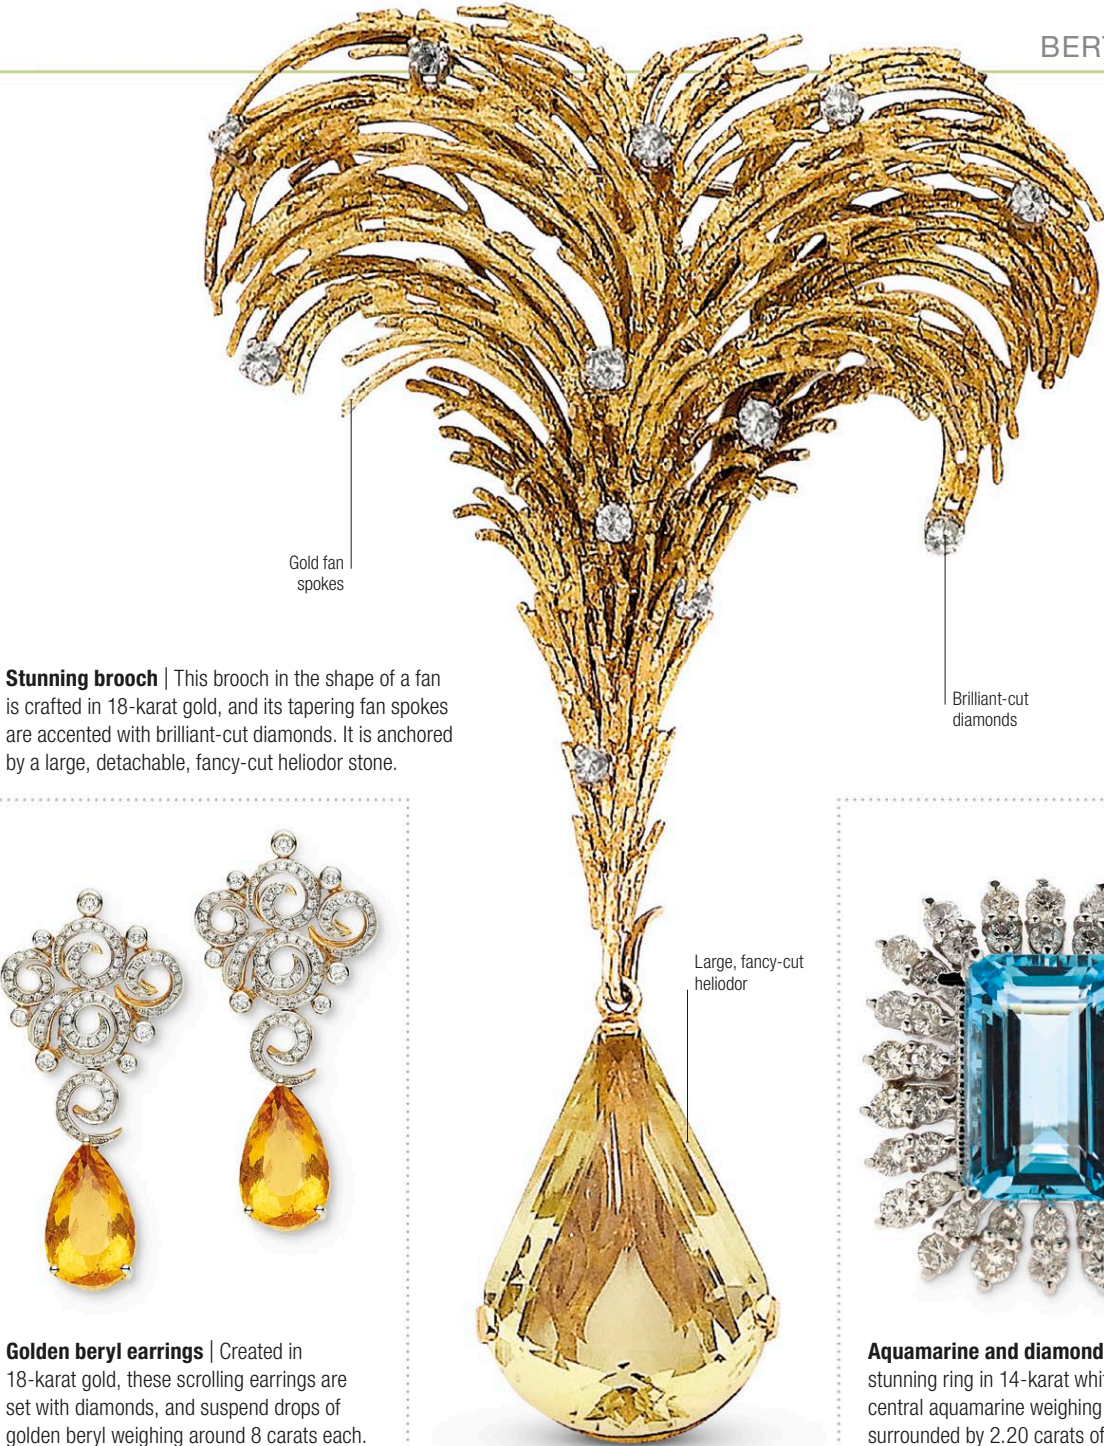 BERY
Gold fan
spokes
Stunning brooch | This brooch in the shape of a fan
is crafted in 18-karat gold, and its tapering fan spokes
are accented with brilliant-cut diamonds. It is anchored
by a large, detachable, fancy-cut heliodor stone.
Brilliant-cut
diamonds
Large, fancy-cut
heliodor
Golden beryl earrings | Created in
18-karat gold, these scrolling earrings are
set with diamonds, and suspend drops of
golden beryl weighing around 8 carats each.
Aquamarine and diamond
stunning ring in 14-karat whi
central aquamarine weighing
surrounded by 2.20 carats of